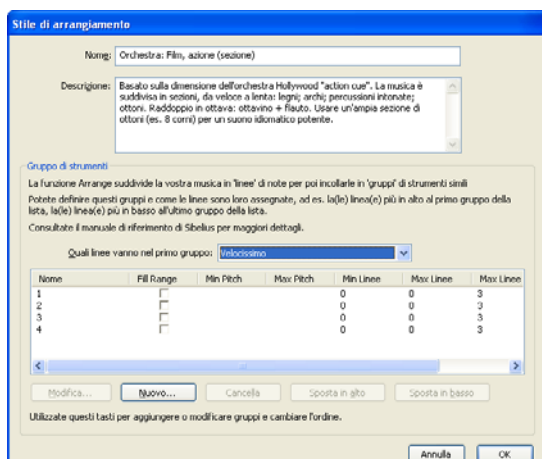 Stile di arrangiamento
Nome: Orchestra: Film, azione (sezione)
Descrizione: Basato sulla dimensione dell'orchestra Hollywood "action cue". La musica è
suddivisa in sezioni, da veloce a lenta: legni; archi; percussioni intonate;
ottoni. Raddoppio in ottava: ottavino + flauto. Usare un'ampia sezione di
ottoni (es. 8 corni) per un suono idiomatico potente.
Gruppo di strumenti
La funzione Arrange suddivide la vostra musica in 'linee' di note per poi incollarle in 'gruppi' di strumenti simili
Potete definire questi gruppi e come le linee sono loro assegnate, ad es. la(le) linea(e) più in alto al primo gruppo della
lista, la(le) linea(e) più in basso all'ultimo gruppo della lista.
Consultate il manuale di riferimento di Sibelius per maggiori dettagli.
Quali linee vanno nel primo gruppo: Velocissimo
Nome Fill Range Min Pitch Max Pitch Min Linee Max Linee Max Linee
1 0 0 3
2 0 0 3
3 0 0 3
4 0 0 3
Modifica... Nuovo... Cancella Sposta in alto Sposta in basso
Utilizzate questi tasti per aggiungere o modificare gruppi e cambiare l'ordine.
Annulla OK